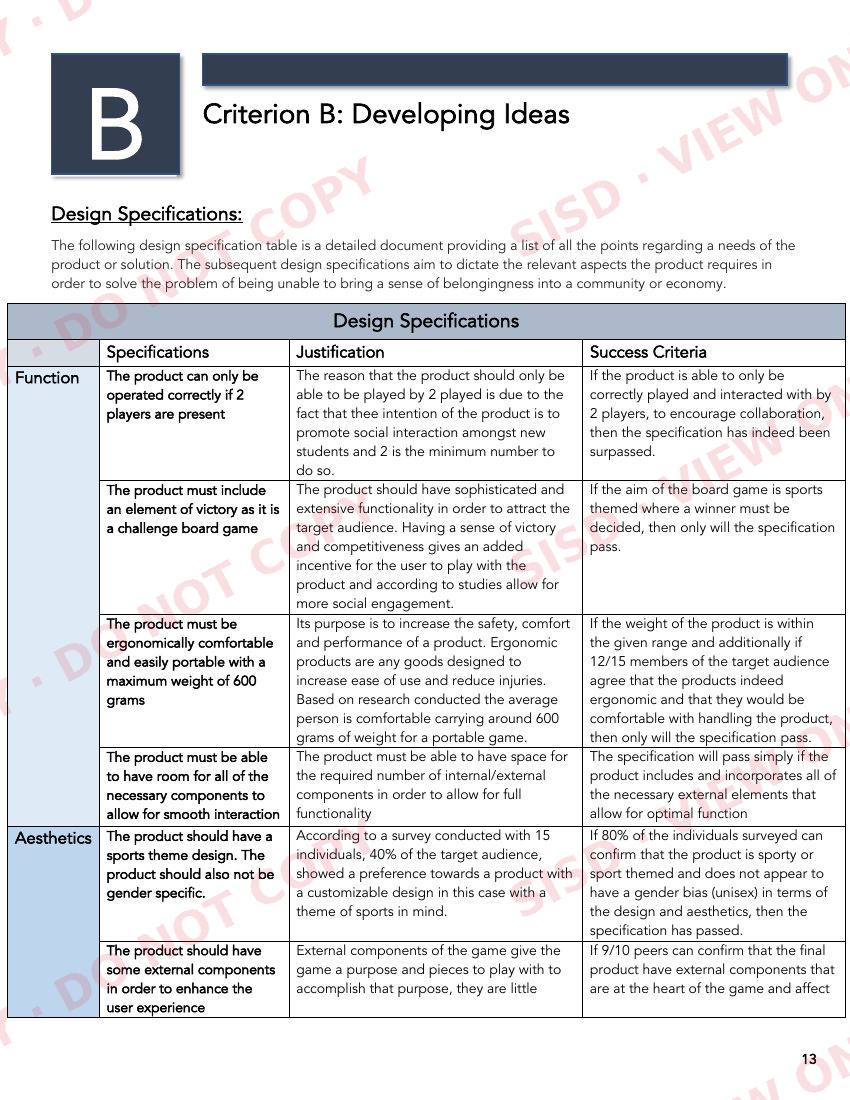 B
Criterion B: Developing Ideas
Design Specifications:
The following design specification table is a detailed document providing a list of all the points regarding a needs of the
product or solution. The subsequent design specifications aim to dictate the relevant aspects the product requires in
order to solve the problem of being unable to bring a sense of belongingness into a community or economy.
Design Specifications
Specifications
Justification
Success Criteria
Function
The product can only be
operated correctly if 2
players are present
The reason that the product should only be
able to be played by 2 played is due to the
fact that thee intention of the product is to
promote social interaction amongst new
students and 2 is the minimum number to
do so.
If the product is able to only be
correctly played and interacted with by
2 players, to encourage collaboration,
then the specification has indeed been
surpassed.
The product must include
an element of victory as it is
a challenge board game
The product should have sophisticated and
extensive functionality in order to attract the
target audience. Having a sense of victory
and competitiveness gives an added
incentive for the user to play with the
product and according to studies allow for
more social engagement.
If the aim of the board game is sports
themed where a winner must be
decided, then only will the specification
pass.
The product must be
ergonomically comfortable
and easily portable with a
maximum weight of 600
grams
Its purpose is to increase the safety, comfort
and performance of a product. Ergonomic
products are any goods designed to
increase ease of use and reduce injuries.
Based on research conducted the average
person is comfortable carrying around 600
grams of weight for a portable game.
If the weight of the product is within
the given range and additionally if
12/15 members of the target audience
agree that the products indeed
ergonomic and that they would be
comfortable with handling the product,
then only will the specification pass.
The product must be able
to have room for all of the
necessary components to
allow for smooth interaction
The product must be able to have space for
the required number of internal/external
components in order to allow for full
functionality
The specification will pass simply if the
product includes and incorporates all of
the necessary external elements that
allow for optimal function
Aesthetics
The product should have a
sports theme design. The
product should also not be
gender specific.
According to a survey conducted with 15
individuals, 40% of the target audience,
showed a preference towards a product with
a customizable design in this case with a
theme of sports in mind.
If 80% of the individuals surveyed can
confirm that the product is sporty or
sport themed and does not appear to
have a gender bias (unisex) in terms of
the design and aesthetics, then the
specification has passed.
The product should have
some external components
in order to enhance the
user experience
External components of the game give the
game a purpose and pieces to play with to
accomplish that purpose, they are little
If 9/10 peers can confirm that the final
product have external components that
are at the heart of the game and affect
13
SISD · VIEW ON
Y · DO NOT COPY
SISD · VIEW ON
Y · DO NOT COPY
SISD · VIEW ON
Y · DO NOT COPY
VIEW ON